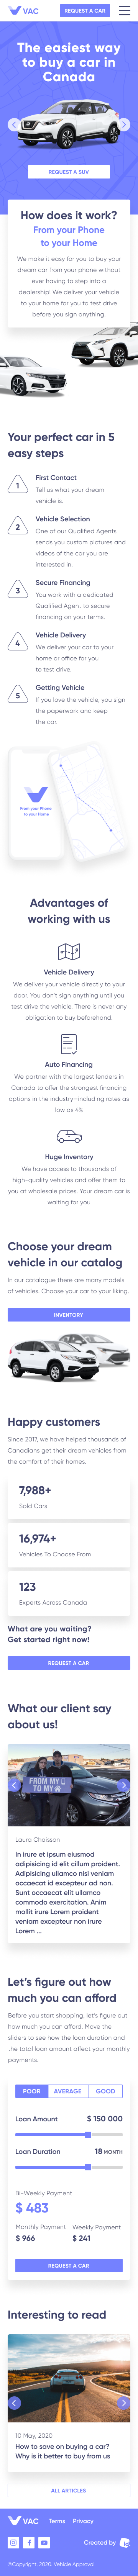 VAC
REQUEST A CAR
The easiest way
to buy a car in
Canada
REQUEST A SUV
How does it work?
From your Phone
to your Home
We make it easy for you to buy your
dream car from your phone without
ever having to step into a
dealership! We deliver your vehicle
to your home for you to test drive
before you sign anything.
Your perfect car in 5
easy steps
1
First Contact
Tell us what your dream
vehicle is.
2
Vehicle Selection
One of our Qualified Agents
sends you custom pictures and
videos of the car you are
interested in.
3
Secure Financing
You work with a dedicated
Qualified Agent to secure
financing on your terms.
4
Vehicle Delivery
We deliver your car to your
home or office for you
to test drive.
5
Getting Vehicle
If you love the vehicle, you sign
the paperwork and keep
the car.
From your Phone
to your Home
Advantages of
working with us
Vehicle Delivery
We deliver your vehicle directly to your
door. You don't sign anything until you
test drive the vehicle. There is never any
obligation to buy beforehand.
Auto Financing
We partner with the largest lenders in
Canada to offer the strongest financing
options in the industry—including rates as
low as 4%
Huge Inventory
We have access to thousands of
high-quality vehicles and offer them to
you at wholesale prices. Your dream car is
waiting for you
Choose your dream
vehicle in our catalog
In our catalogue there are many models
of vehicles. Choose your car to your liking.
INVENTORY
Happy customers
Since 2017, we have helped thousands of
Canadians get their dream vehicles from
the comfort of their homes.
7,988+
Sold Cars
16,974+
Vehicles To Choose From
123
Experts Across Canada
What are you waiting?
Get started right now!
REQUEST A CAR
What our client say
about us!
FROM MY
TO MY
Laura Chaisson
In irure et ipsium eiusmod
adipisicing id elit cillum proident.
Adipisicing ullamco nisi veniam
occaecat id excepteur ad non.
Sunt occaecat elit ullamco
commodo exercitation. Anim
mollit irure Lorem proident
veniam excepteur non irure
Lorem ...
Let's figure out how
much you can afford
Before you start shopping, let's figure out
how much you can afford. Move the
sliders to see how the loan duration and
the total loan amount affect your monthly
payments.
POOR
AVERAGE
GOOD
Loan Amount
$ 150 000
Loan Duration
18 MONTH
Bi-Weekly Payment
$ 483
Monthly Payment
$ 966
Weekly Payment
$ 241
REQUEST A CAR
Interesting to read
10 May, 2020
How to save on buying a car?
Why is it better to buy from us
ALL ARTICLES
VAC
Terms
Privacy
Created by
©Copyright, 2020. Vehicle Approval